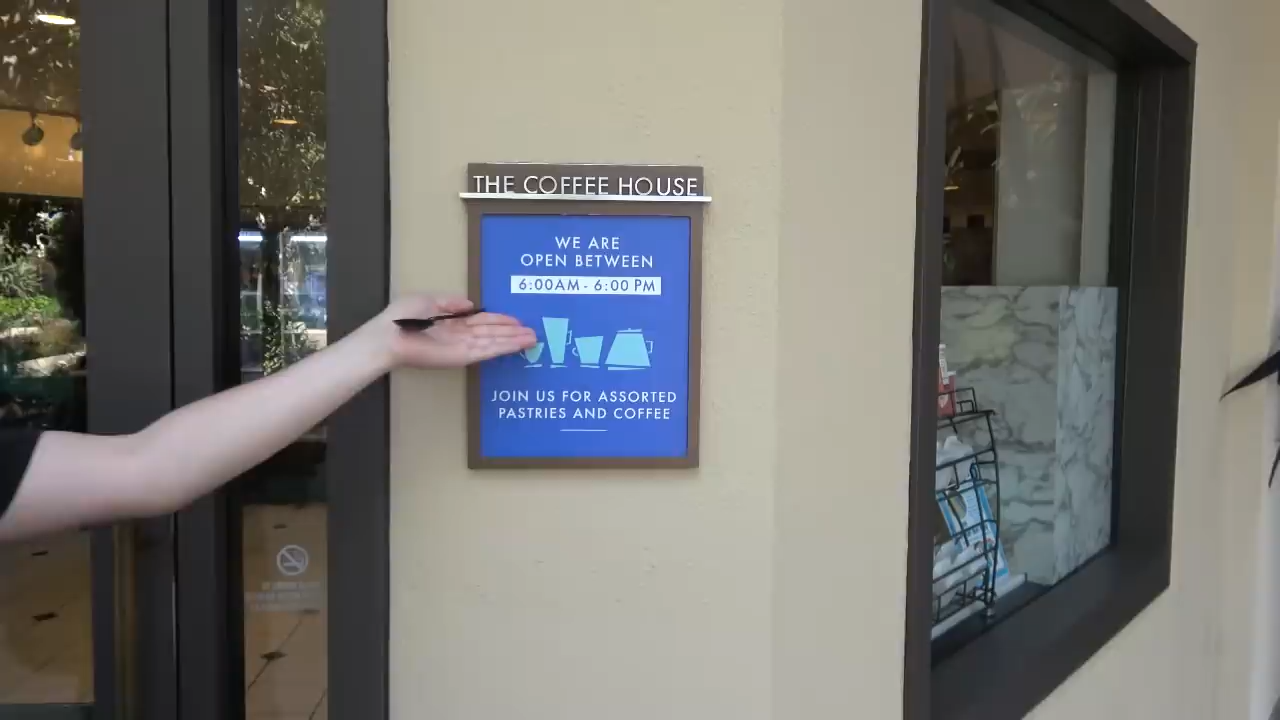 THE COFFEE HOUSE
WE ARE
OPEN BETWEEN
6:00AM - 6:00 PM
JOIN US FOR ASSORTED
PASTRIES AND COFFEE